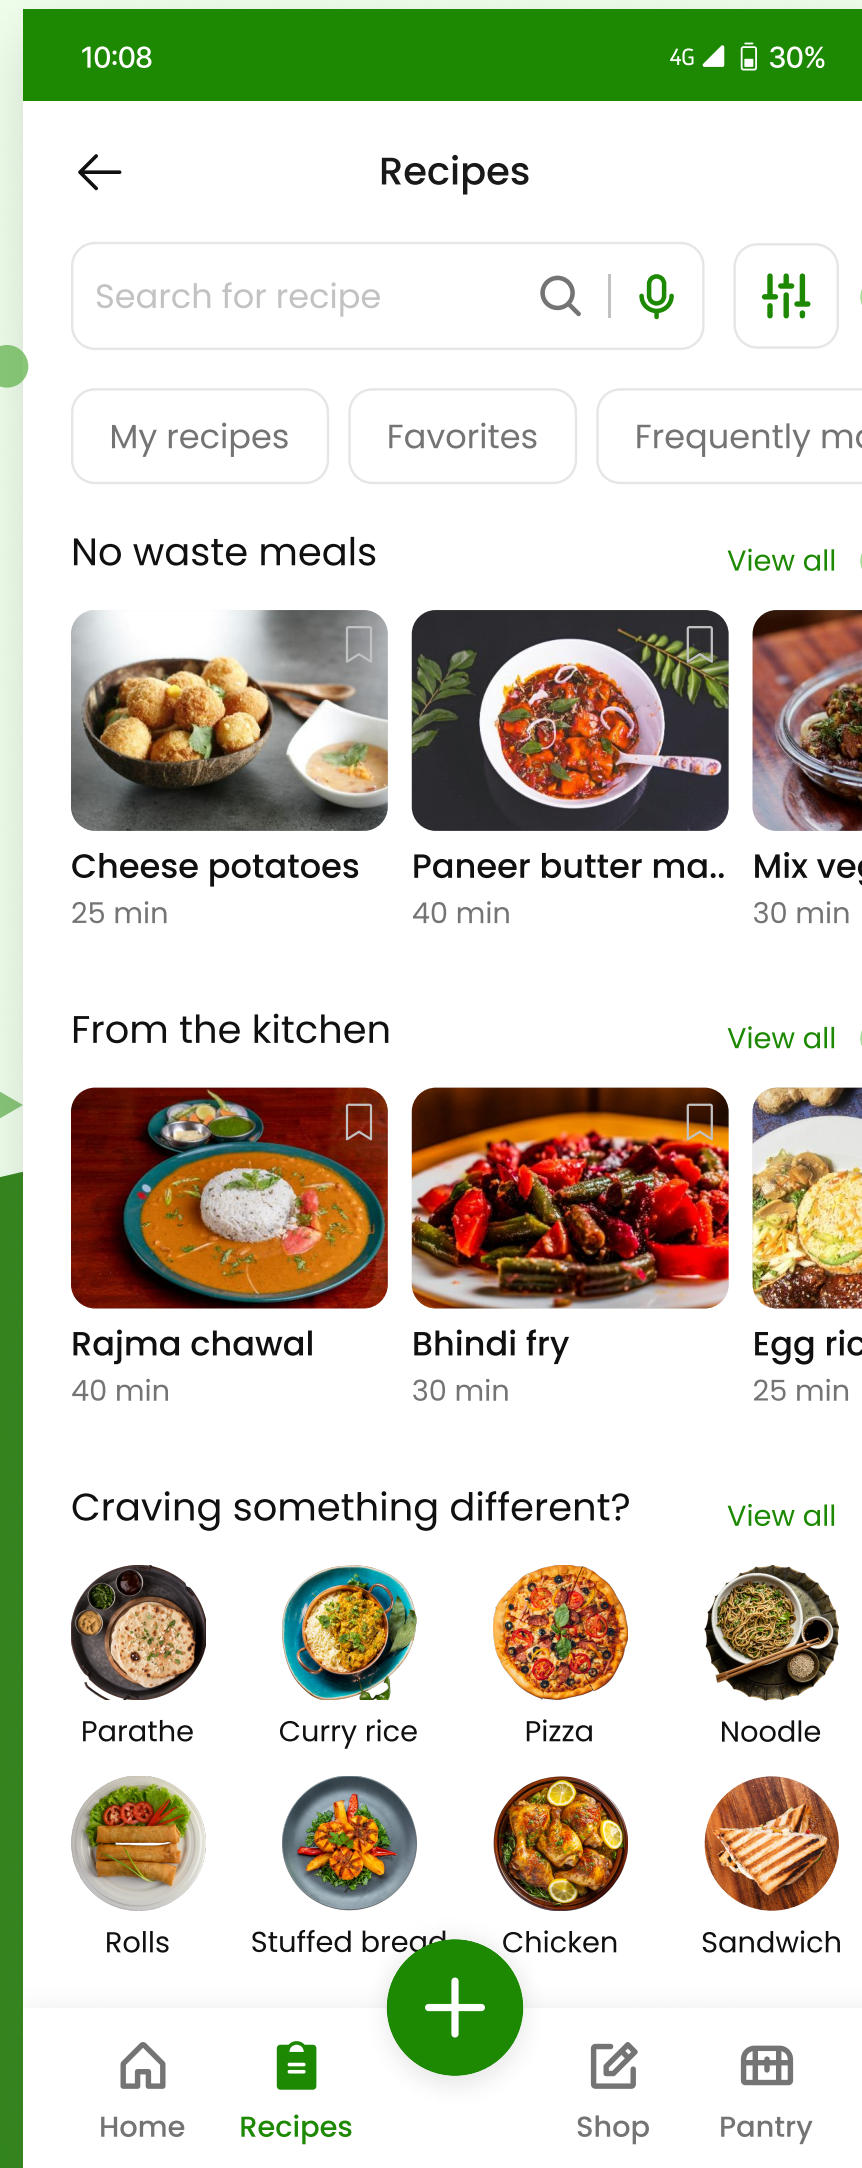 10:08 4G 30%
Recipes
Search for recipe
My recipes Favorites Frequently
No waste meals View all
Cheese potatoes Paneer butter ma.. Mix
25 min 40 min 30 min
From the kitchen View all
Rajma chawal Bhindi fry Egg
40 min 30 min 25 min
Craving something different? View all
Parathe Curry rice Pizza Noodle
Rolls Stuffed bread Chicken Sandwich
Home Recipes Shop Pantry